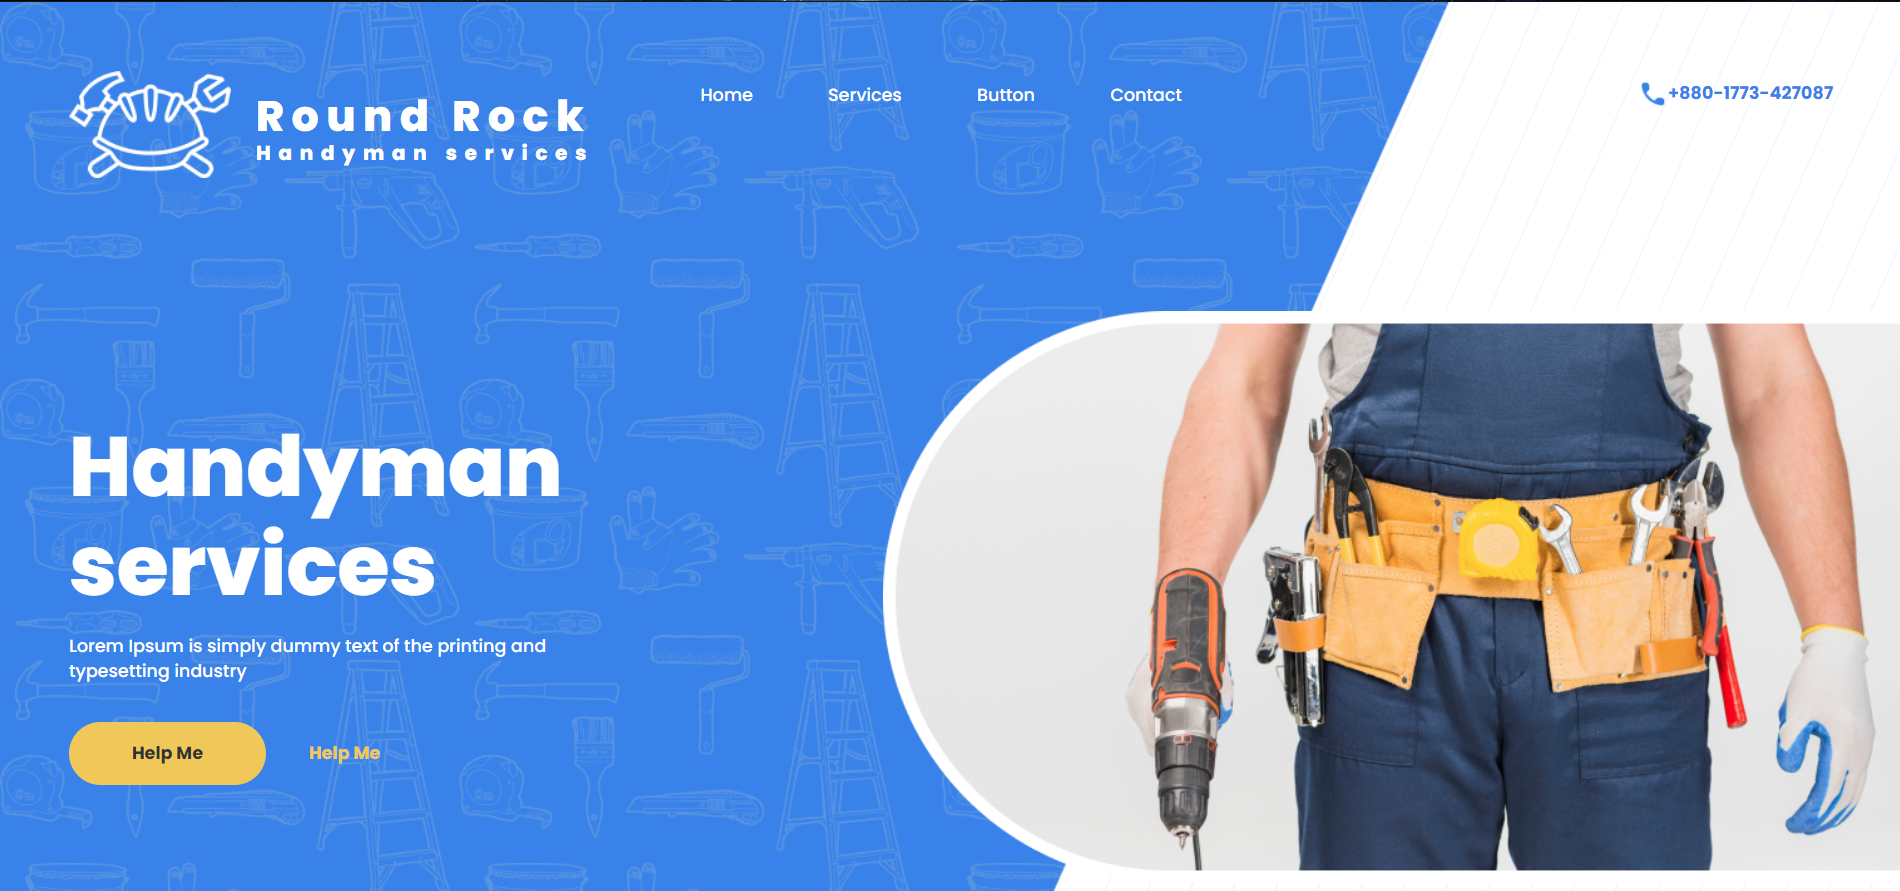 Round Rock
Handyman services
Home
Services
Button
Contact
+880-1773-427087
Handyman
services
Lorem Ipsum is simply dummy text of the printing and
typesetting industry
Help Me
Help Me